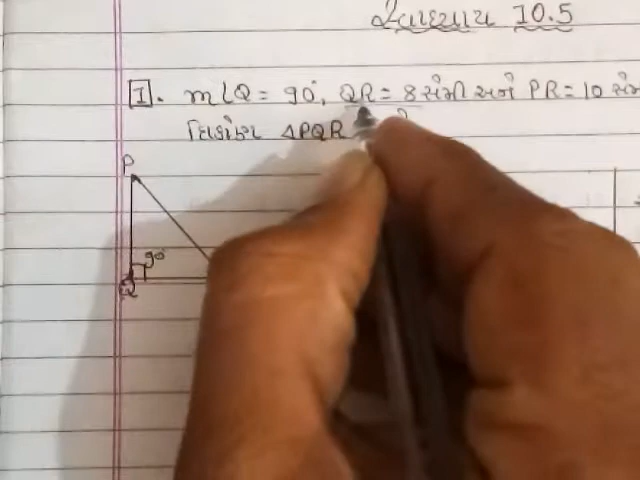 સ્વાધ્યાય 10.5
1. m∠Q = 90°, QR = 8 સેમી અને PR = 10
ત્રિકોણ ΔPQR
P
90°
Q